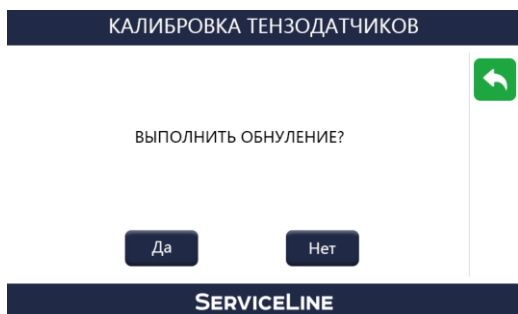 КАЛИБРОВКА ТЕНЗОДАТЧИКОВ
ВЫПОЛНИТЬ ОБНУЛЕНИЕ?
Да Нет
SERVICELINE